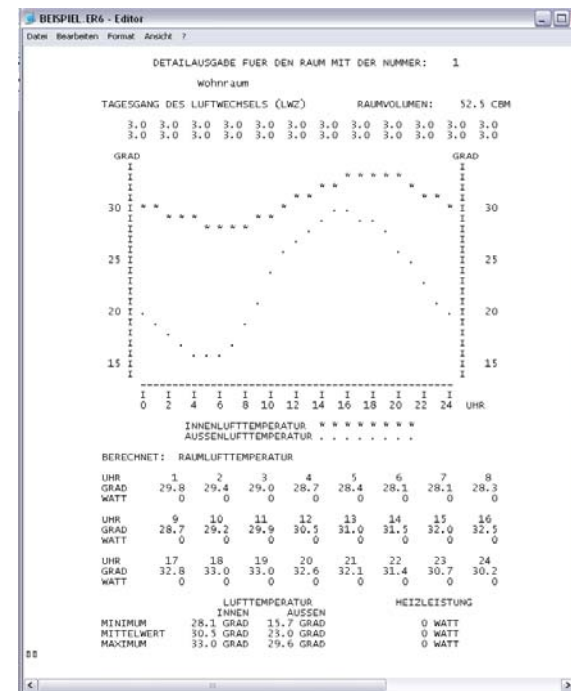 BEISPIEL.ER6 - Editor
Datei Bearbeiten Format Ansicht ?
DETAILAUSGABE FUER DEN RAUM MIT DER NUMMER: 1
Wohnraum
TAGESGANG DES LUFTWECHSELS (LWZ) RAUMVOLUMEN: 52.5 CBM
3.0 3.0 3.0 3.0 3.0 3.0 3.0 3.0 3.0 3.0 3.0 3.0
3.0 3.0 3.0 3.0 3.0 3.0 3.0 3.0 3.0 3.0 3.0 3.0
GRAD GRAD
30 30
25 25
20 20
15 15
0 2 4 6 8 10 12 14 16 18 20 22 24 UHR
INNENLUFTTEMPERATUR * * * * * * * *
AUSSENLUFTTEMPERATUR . . . . . . . .
BERECHNET: RAUMLUFTTEMPERATUR
UHR 1 2 3 4 5 6 7 8
GRAD 29.8 29.4 29.0 28.7 28.4 28.1 28.1 28.3
WATT 0 0 0 0 0 0 0 0
UHR 9 10 11 12 13 14 15 16
GRAD 28.7 29.2 29.9 30.5 31.0 31.5 32.0 32.5
WATT 0 0 0 0 0 0 0 0
UHR 17 18 19 20 21 22 23 24
GRAD 32.8 33.0 33.0 32.6 32.1 31.4 30.7 30.2
WATT 0 0 0 0 0 0 0 0
LUFTTEMPERATUR HEIZLEISTUNG
INNEN AUSSEN
MINIMUM 28.1 GRAD 15.7 GRAD 0 WATT
MITTELWERT 30.5 GRAD 23.0 GRAD 0 WATT
MAXIMUM 33.0 GRAD 29.6 GRAD 0 WATT